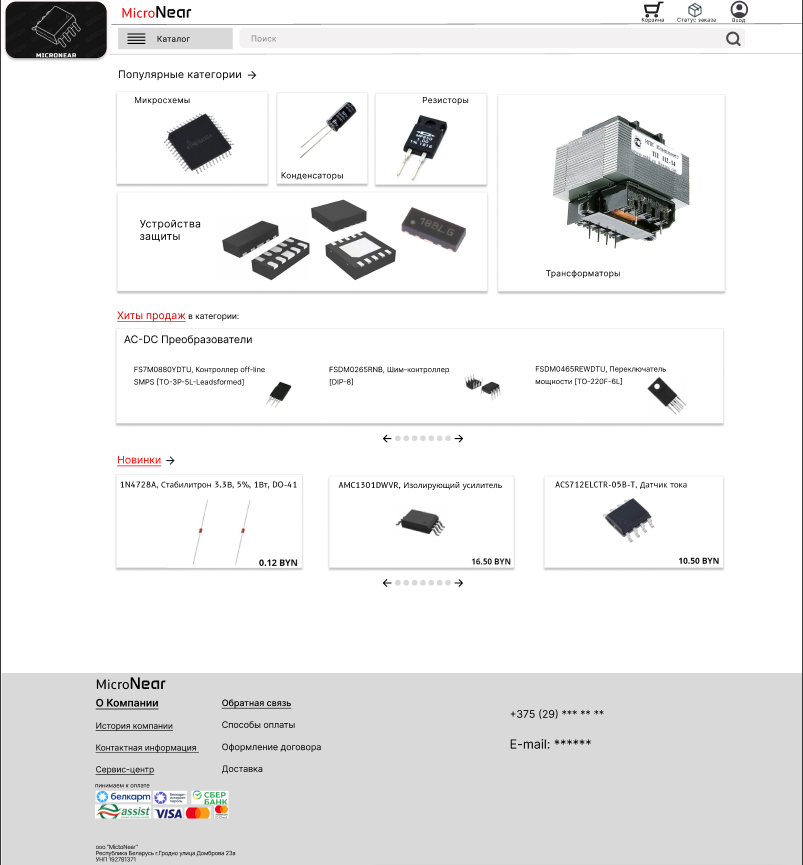 MICRONEAR
MicroNear
Корзина
Статус заказа
Вход
Каталог
Поиск
Популярные категории →
Микросхемы
Конденсаторы
Резисторы
Устройства
защиты
78BLG
Трансформаторы
Хиты продаж в категории:
AC-DC Преобразователи
FS7M0880YDTU, Контроллер off-line
SMPS [TO-3P-5L-Leadsformed]
FSDM0265RNB, Шим-контроллер
[DIP-8]
FSDM0465REWDTU, Переключатель
мощности [TO-220F-6L]
Новинки →
1N4728A, Стабилитрон 3,3В, 5%, 1Вт, DO-41
0.12 BYN
AMC1301DWVR, Изолирующий усилитель
16.50 BYN
ACS712ELCTR-05B-T, Датчик тока
10.50 BYN
MicroNear
О Компании
История компании
Контактная информация
Сервис-центр
Обратная связь
Способы оплаты
Оформление договора
Доставка
+375 (29) *** ** **
E-mail: ******
принимаем к оплате
белкарт
СБЕР
БАНК
assist
VISA
ооо "MictoNear"
Республика Беларусь г.Гродно улица Домброва 23а
УНП 192781371